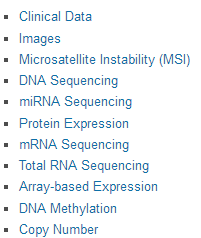 Clinical Data
Images
Microsatellite Instability (MSI)
DNA Sequencing
miRNA Sequencing
Protein Expression
mRNA Sequencing
Total RNA Sequencing
Array-based Expression
DNA Methylation
Copy Number